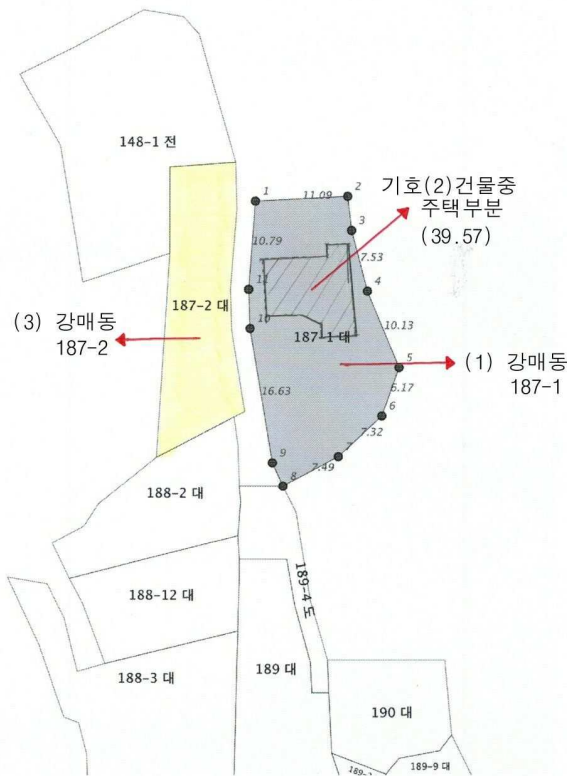 148-1 전
1
11.09
2
기호(2)건물중
주택부분
(39.57)
3
10.79
7.53
11
4
187-2 대
(3) 강매동
187-2
10
187-1 대
10.13
5
(1) 강매동
187-1
16.63
6
7.32
7
9
7.49
8
188-2 대
188-12 대
189-4 도
188-3 대
189 대
190 대
189-9 대